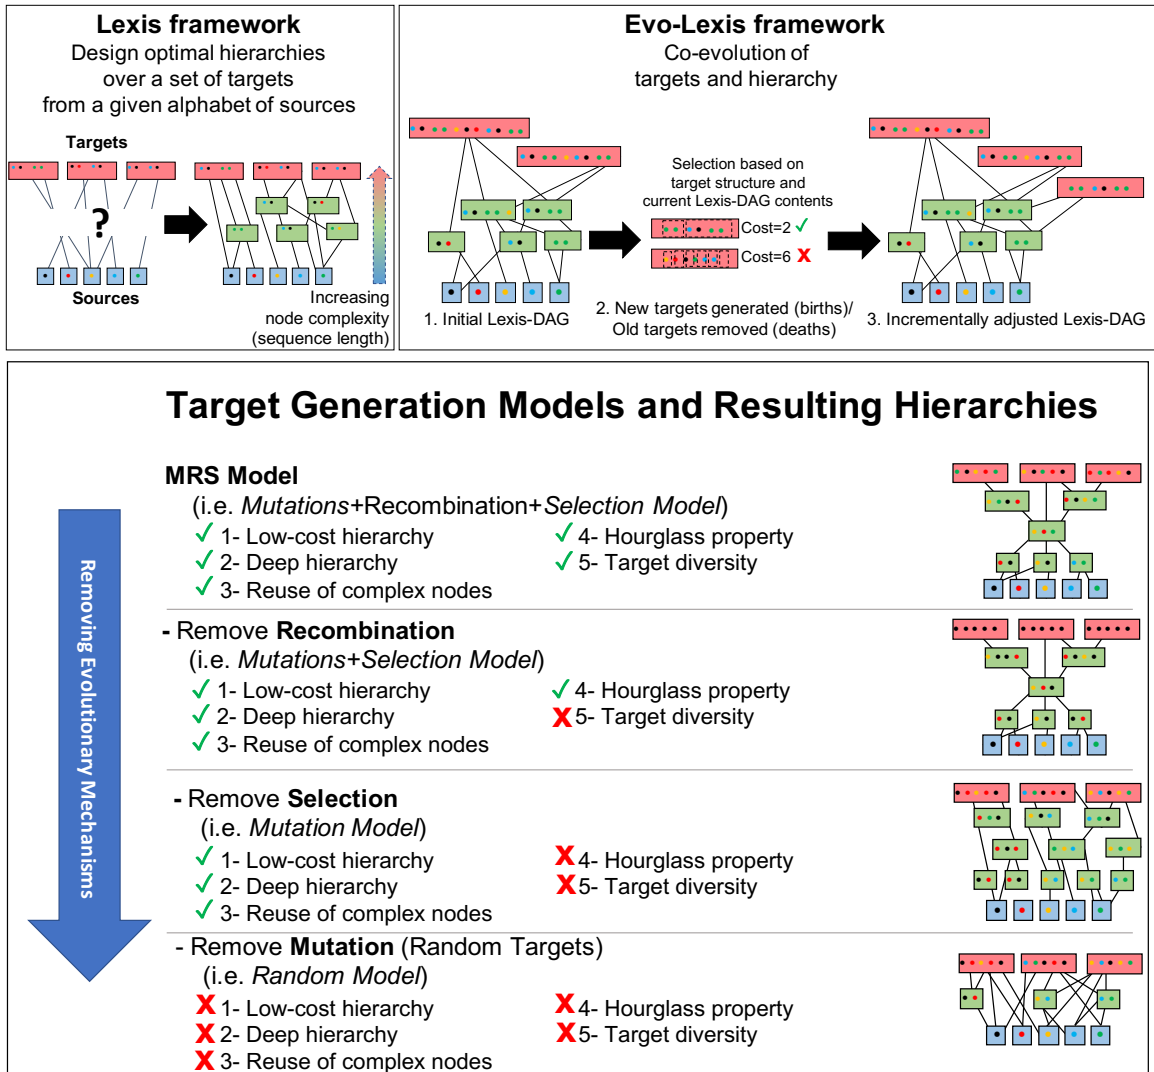 Lexis framework
Design optimal hierarchies
over a set of targets
from a given alphabet of sources
Targets
?
Sources
Increasing
node complexity
(sequence length)
Evo-Lexis framework
Co-evolution of
targets and hierarchy
Selection based on
target structure and
current Lexis-DAG contents
Cost=2 ✓
Cost=6 X
1. Initial Lexis-DAG
2. New targets generated (births)/
Old targets removed (deaths)
3. Incrementally adjusted Lexis-DAG
Target Generation Models and Resulting Hierarchies
Removing Evolutionary Mechanisms
MRS Model
(i.e. Mutations+Recombination+Selection Model)
✓ 1- Low-cost hierarchy
✓ 2- Deep hierarchy
✓ 3- Reuse of complex nodes
✓ 4- Hourglass property
✓ 5- Target diversity
- Remove Recombination
(i.e. Mutations+Selection Model)
✓ 1- Low-cost hierarchy
✓ 2- Deep hierarchy
✓ 3- Reuse of complex nodes
✓ 4- Hourglass property
X 5- Target diversity
- Remove Selection
(i.e. Mutation Model)
✓ 1- Low-cost hierarchy
✓ 2- Deep hierarchy
✓ 3- Reuse of complex nodes
X 4- Hourglass property
X 5- Target diversity
- Remove Mutation (Random Targets)
(i.e. Random Model)
X 1- Low-cost hierarchy
X 2- Deep hierarchy
X 3- Reuse of complex nodes
X 4- Hourglass property
X 5- Target diversity